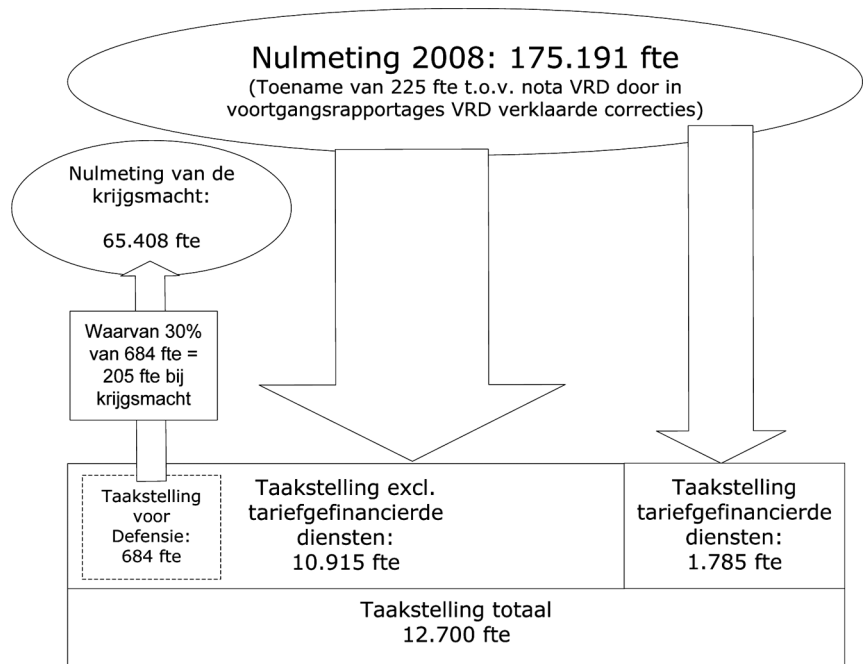 Nulmeting 2008: 175.191 fte
(Toename van 225 fte t.o.v. nota VRD door in
voortgangsrapportages VRD verklaarde correcties)
Nulmeting van de
krijgsmacht:
65.408 fte
Waarvan 30%
van 684 fte =
205 fte bij
krijgsmacht
Taakstelling
voor
Defensie:
684 fte
Taakstelling excl.
tariefgefinancierde
diensten:
10.915 fte
Taakstelling
tariefgefinancierde
diensten:
1.785 fte
Taakstelling totaal
12.700 fte